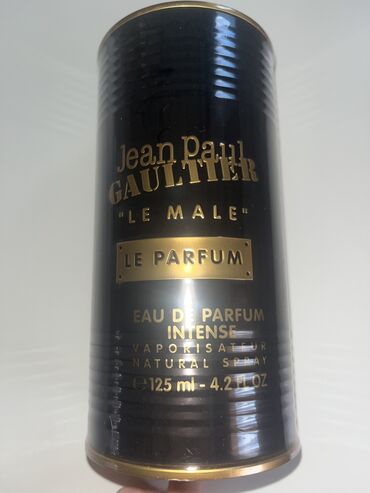 Jean Paul
GAULTIER
"LE MALE"
LE PARFUM
EAU DE PARFUM
INTENSE
VAPORISATEUR
NATURAL SPRAY
℮ 125 ml - 4.2 FL OZ